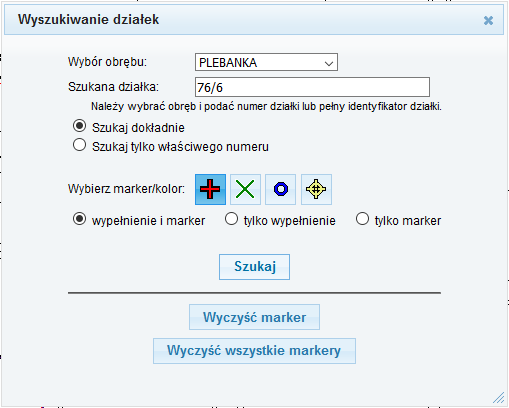 Wyszukiwanie działek
Wybór obrębu: PLEBANKA
Szukana działka: 76/6
Należy wybrać obręb i podać numer działki lub pełny identyfikator działki.
Szukaj dokładnie
Szukaj tylko właściwego numeru
Wybierz marker/kolor:
wypełnienie i marker tylko wypełnienie tylko marker
Szukaj
Wyczyść marker
Wyczyść wszystkie markery